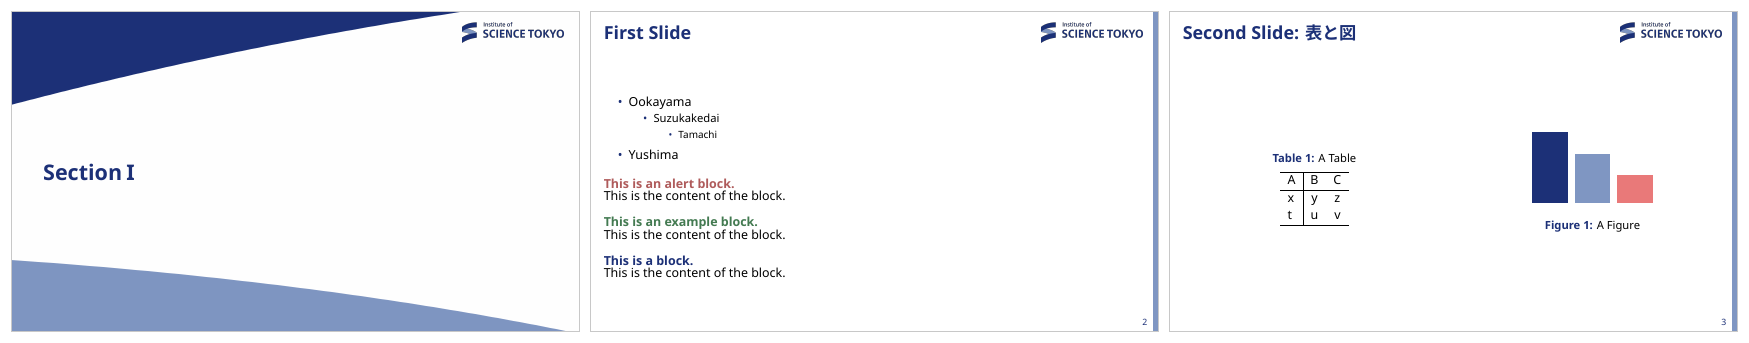 Institute of
SCIENCE TOKYO
Section I
First Slide
Institute of
SCIENCE TOKYO
• Ookayama
• Suzukakedai
• Tamachi
• Yushima
This is an alert block.
This is the content of the block.
This is an example block.
This is the content of the block.
This is a block.
This is the content of the block.
2
Second Slide: 表と図
Institute of
SCIENCE TOKYO
Table 1: A Table
A B C
x y z
t u v
Figure 1: A Figure
3